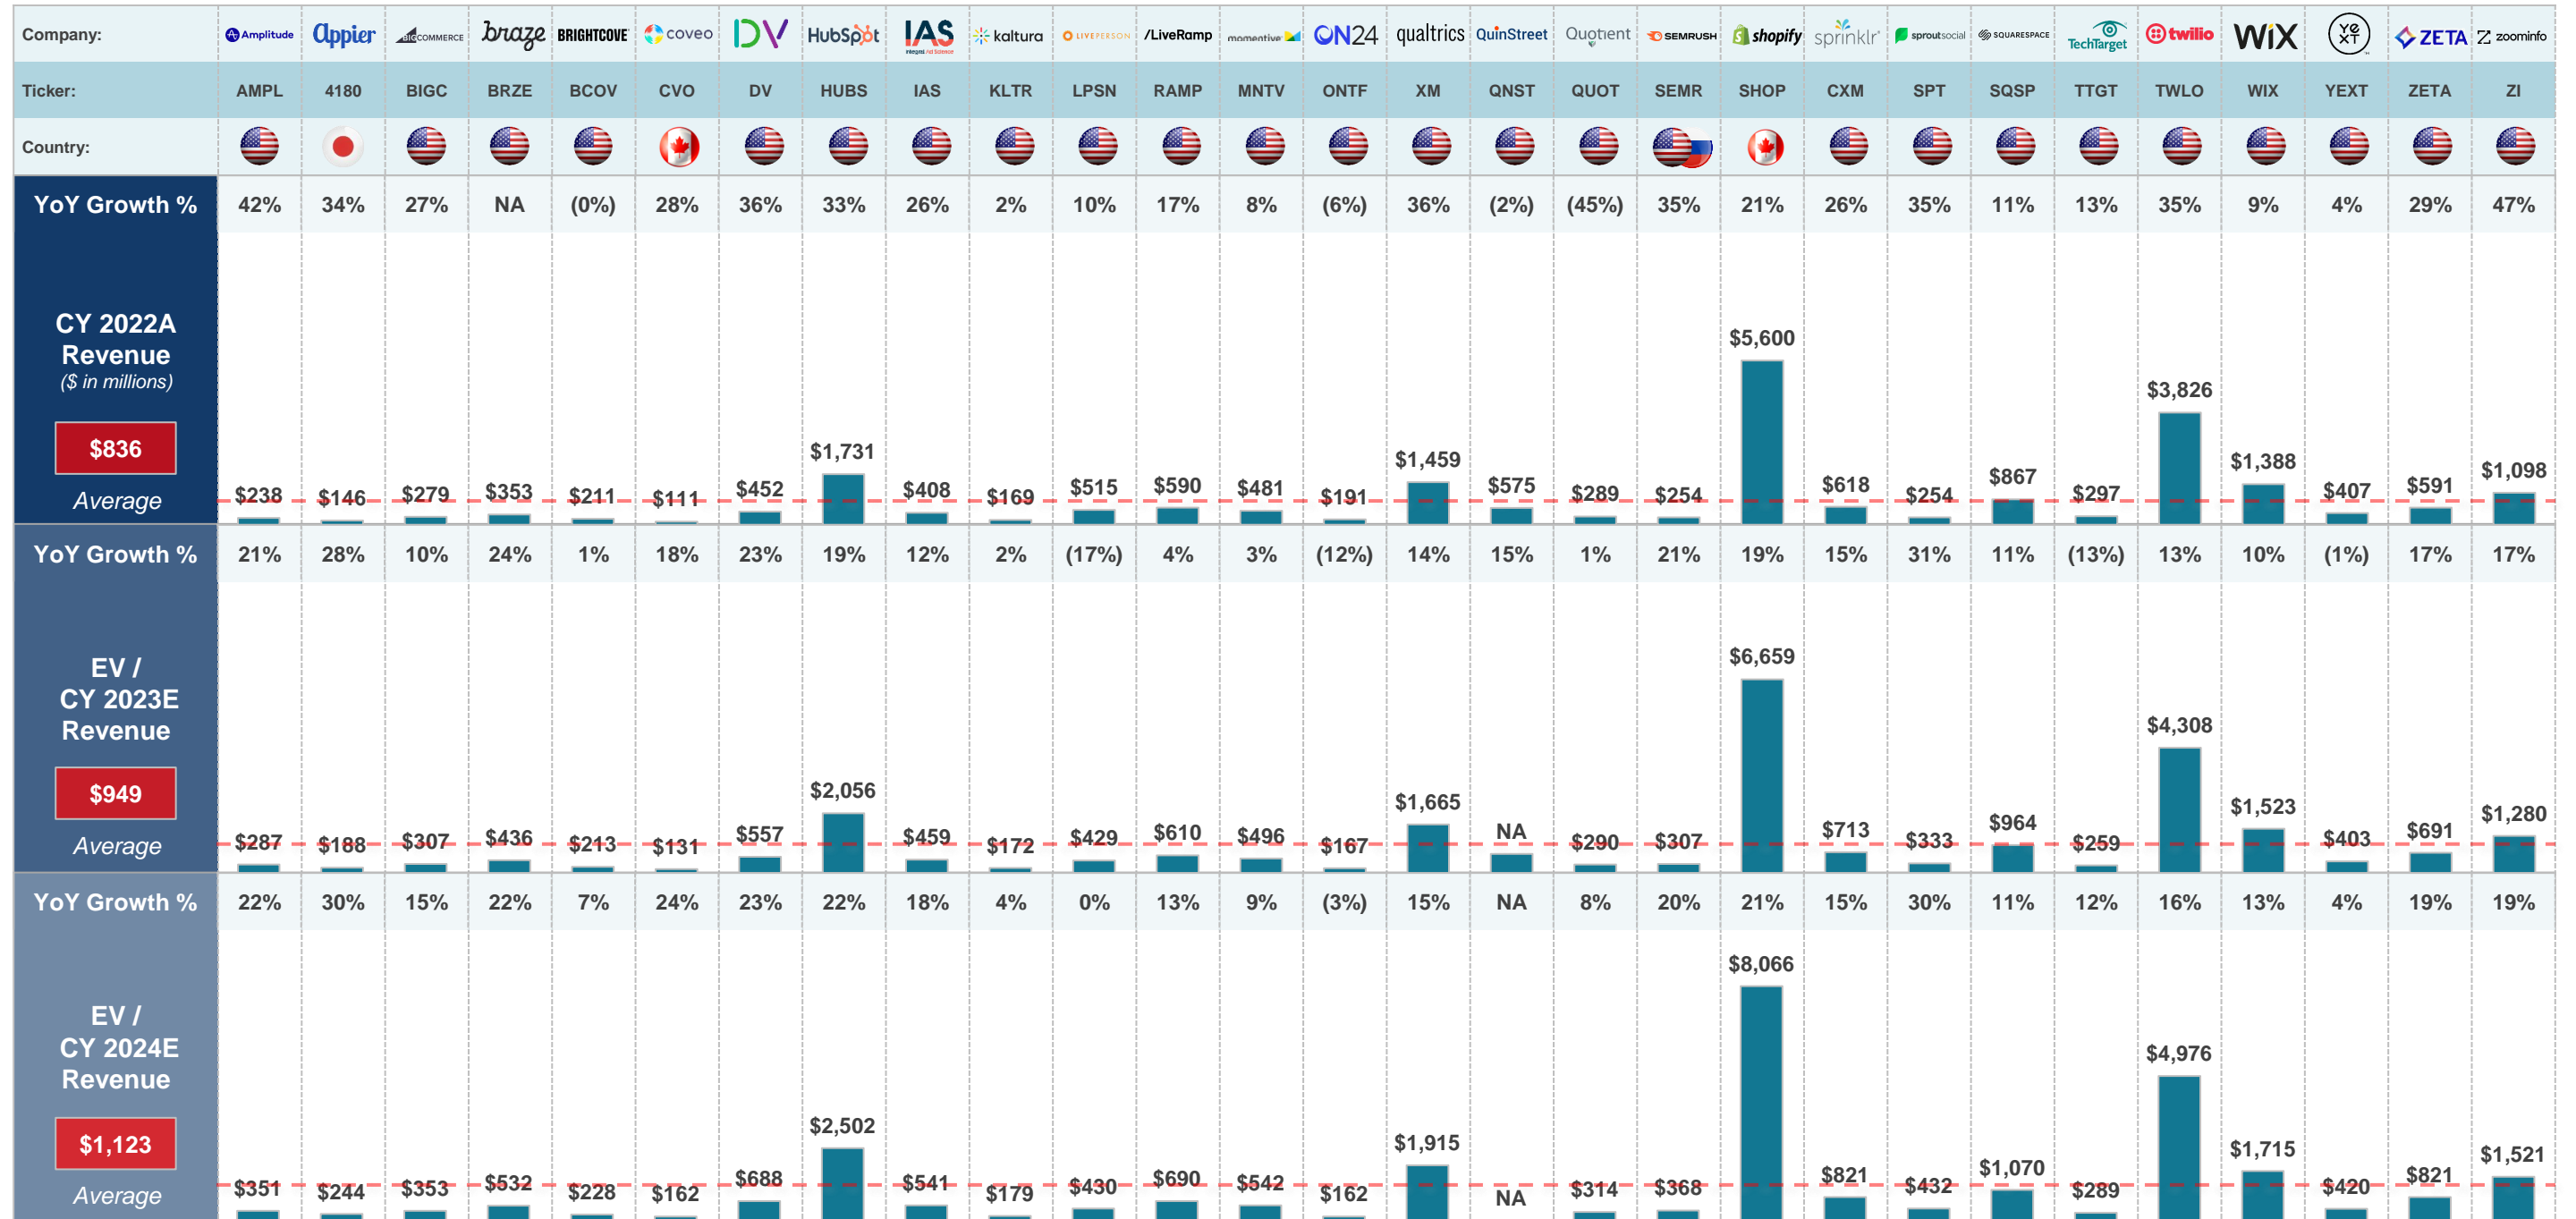 Company: Amplitude Appier BIGCOMMERCE braze BRIGHTCOVE coveo DV HubSpot IAS Integral Ad Science kaltura LIVEPERSON /LiveRamp momentive ON24 qualtrics QuinStreet Quotient SEMRUSH shopify sprinklr sproutsocial SQUARESPACE TechTarget twilio WiX YEXT ZETA zoominfo
Ticker: AMPL 4180 BIGC BRZE BCOV CVO DV HUBS IAS KLTR LPSN RAMP MNTV ONTF XM QNST QUOT SEMR SHOP CXM SPT SQSP TTGT TWLO WIX YEXT ZETA ZI
Country:
YoY Growth % 42% 34% 27% NA (0%) 28% 36% 33% 26% 2% 10% 17% 8% (6%) 36% (2%) (45%) 35% 21% 26% 35% 11% 13% 35% 9% 4% 29% 47%
CY 2022A
Revenue
($ in millions)
$836
Average
$238 $146 $279 $353 $211 $111 $452 $1,731 $408 $169 $515 $590 $481 $191 $1,459 $575 $289 $254 $5,600 $618 $254 $867 $297 $3,826 $1,388 $407 $591 $1,098
YoY Growth % 21% 28% 10% 24% 1% 18% 23% 19% 12% 2% (17%) 4% 3% (12%) 14% 15% 1% 21% 19% 15% 31% 11% (13%) 13% 10% (1%) 17% 17%
EV /
CY 2023E
Revenue
$949
Average
$287 $188 $307 $436 $213 $131 $557 $2,056 $459 $172 $429 $610 $496 $167 $1,665 NA $290 $307 $6,659 $713 $333 $964 $259 $4,308 $1,523 $403 $691 $1,280
YoY Growth % 22% 30% 15% 22% 7% 24% 23% 22% 18% 4% 0% 13% 9% (3%) 15% NA 8% 20% 21% 15% 30% 11% 12% 16% 13% 4% 19% 19%
EV /
CY 2024E
Revenue
$1,123
Average
$351 $244 $353 $532 $228 $162 $688 $2,502 $541 $179 $430 $690 $542 $162 $1,915 NA $314 $368 $8,066 $821 $432 $1,070 $289 $4,976 $1,715 $420 $821 $1,521